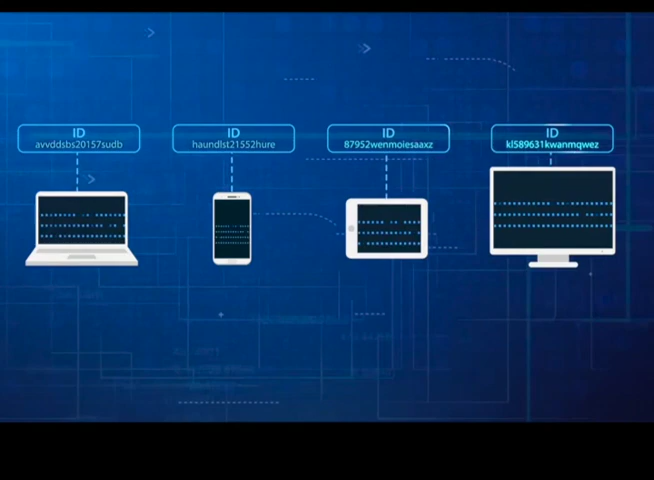 ID
avvddsbs20157sudb
ID
haundlst21552hure
ID
87952wenmoiesaaxz
ID
kl589631kwanmqwez